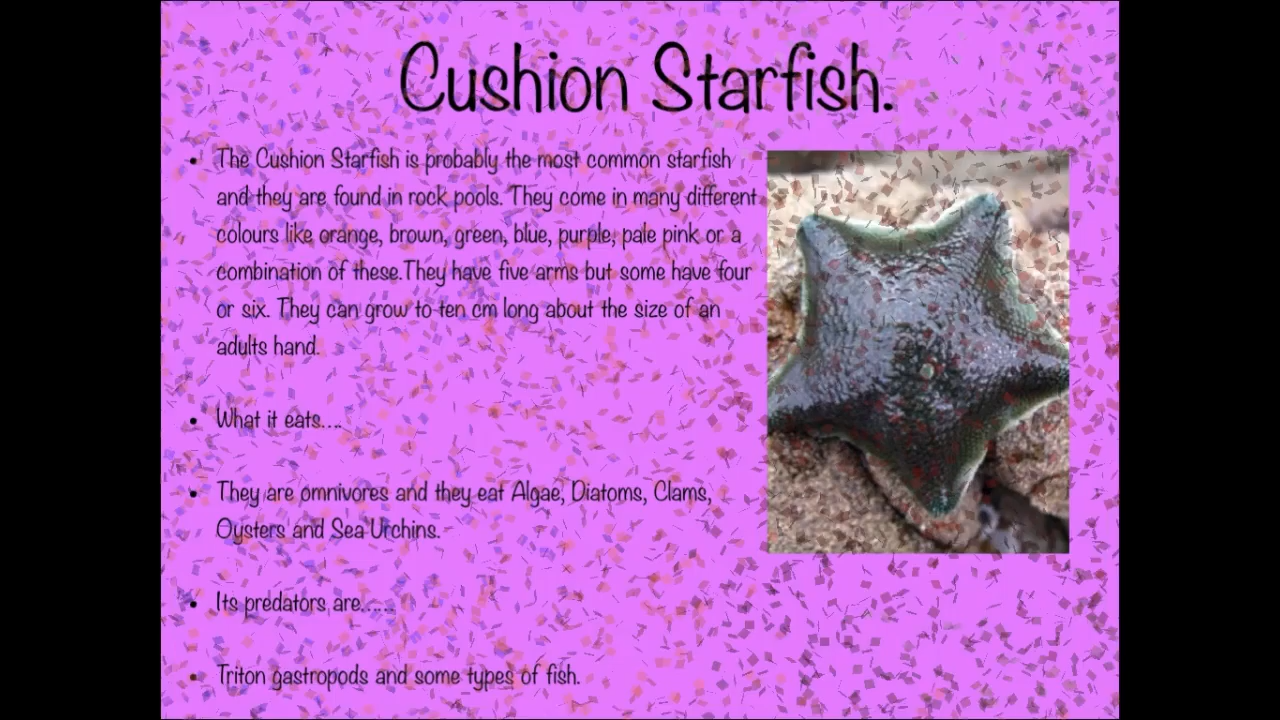 Cushion Starfish.
• The Cushion Starfish is probably the most common starfish
and they are found in rock pools. They come in many different
colours like orange, brown, green, blue, purple, pale pink or a
combination of these.They have five arms but some have four
or six. They can grow to ten cm long about the size of an
adults hand.
• What it eats....
• They are omnivores and they eat Algae, Diatoms, Clams,
Oysters and Sea Urchins.
• Its predators are......
• Triton gastropods and some types of fish.